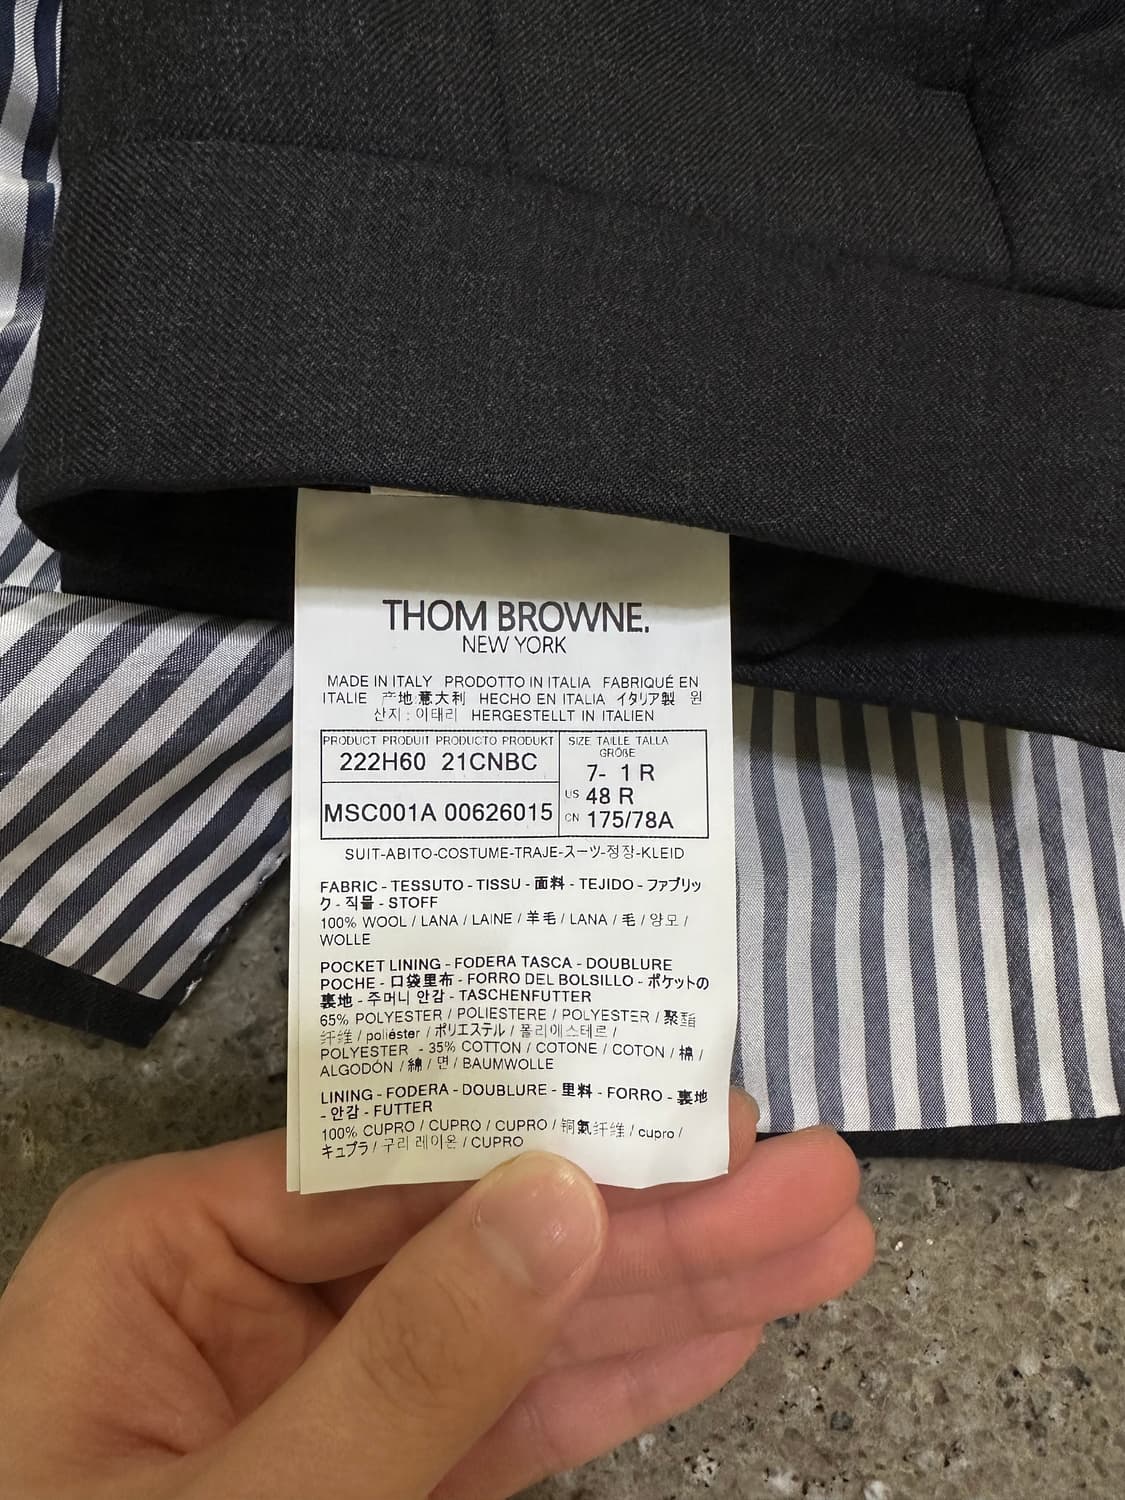 THOM BROWNE.
NEW YORK
MADE IN ITALY PRODOTTO IN ITALIA FABRIQUÉ EN
ITALIE 产地:意大利 HECHO EN ITALIA イタリア製 원
산지 : 이태리 HERGESTELLT IN ITALIEN
PRODUCT PRODUIT PRODUCTO PRODUKT
222H60 21CNBC
MSC001A 00626015
SIZE TAILLE TALLA
GRÖßE
7- 1 R
US 48 R
CN 175/78A
SUIT-ABITO-COSTUME-TRAJE-スーツ-정장-KLEID
FABRIC - TESSUTO - TISSU - 面料 - TEJIDO - ファブリッ
ク - 직물 - STOFF
100% WOOL / LANA / LAINE / 羊毛 / LANA / 毛 / 양모 /
WOLLE
POCKET LINING - FODERA TASCA - DOUBLURE
POCHE - 口袋里布 - FORRO DEL BOLSILLO - ポケットの
裏地 - 주머니 안감 - TASCHENFUTTER
65% POLYESTER / POLIESTERE / POLYESTER / 聚酯
纤维 / poliéster / ポリエステル / 폴리에스테르 /
POLYESTER - 35% COTTON / COTONE / COTON / 棉 /
ALGODÓN / 綿 / 면 / BAUMWOLLE
LINING - FODERA - DOUBLURE - 里料 - FORRO - 裏地
- 안감 - FUTTER
100% CUPRO / CUPRO / CUPRO / 铜氨纤维 / cupro /
キュプラ / 구리 레이온 / CUPRO